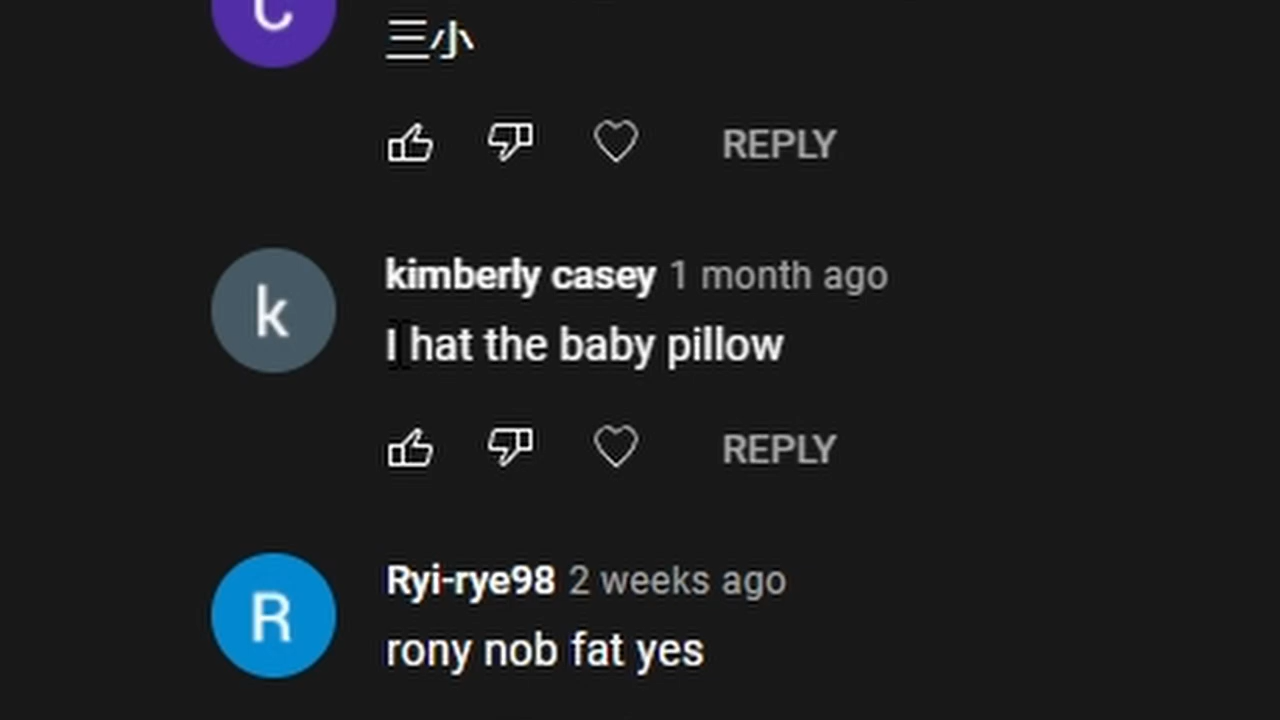 C
三小
REPLY
k
kimberly casey 1 month ago
I hat the baby pillow
REPLY
R
Ryi-rye98 2 weeks ago
rony nob fat yes